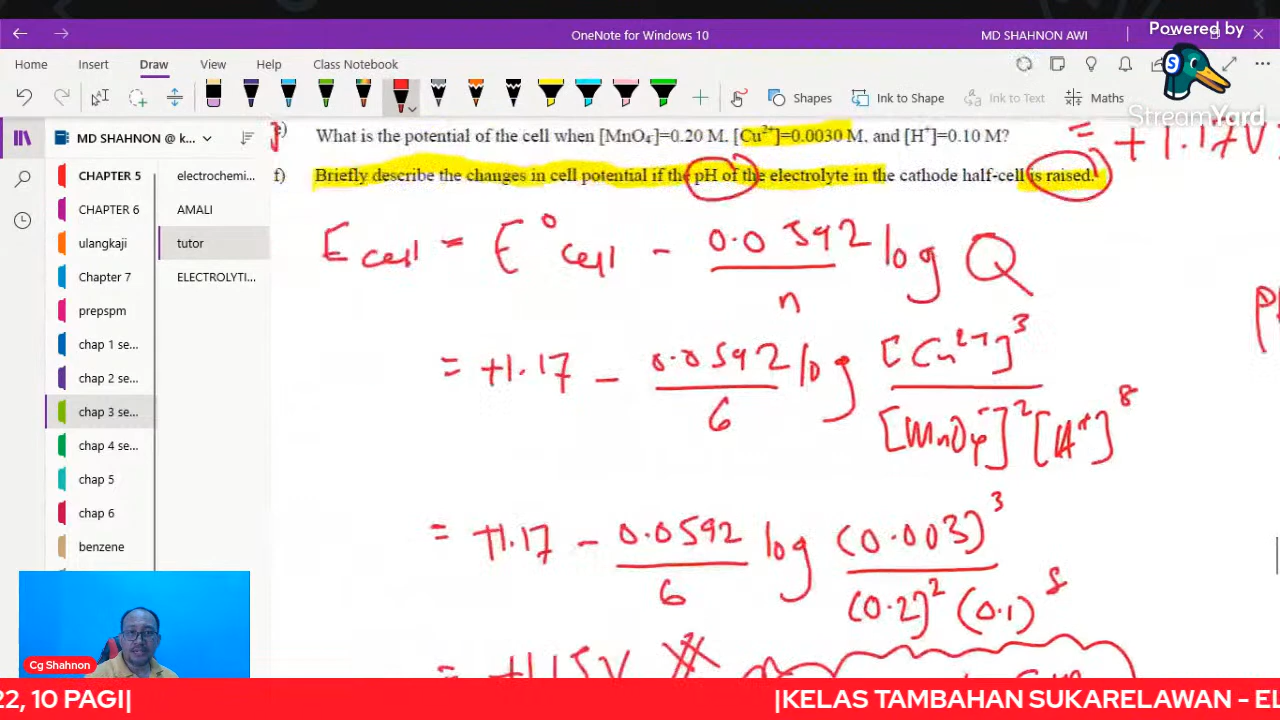 OneNote for Windows 10
MD SHAHNON AWI
Powered by
StreamYard
Home Insert Draw View Help Class Notebook
Shapes Ink to Shape Ink to Text Maths
MD SHAHNON @ k...
CHAPTER 5
CHAPTER 6
ulangkaji
Chapter 7
prepspm
chap 1 se...
chap 2 se...
chap 3 se...
chap 4 se...
chap 5
chap 6
benzene
electrochemi...
AMALI
tutor
ELECTROLYTI...
What is the potential of the cell when [MnO₄⁻]=0.20 M, [Cu²⁺]=0.0030 M, and [H⁺]=0.10 M?
= +1.17V
f) Briefly describe the changes in cell potential if the pH of the electrolyte in the cathode half-cell is raised.
E cell = E⁰ cell - 0.0592/n log Q
= +1.17 - 0.0592/6 log [Cu²⁺]³/[MnO₄⁻]²[H⁺]⁸
= +1.17 - 0.0592/6 log (0.003)³/(0.2)² (0.1)⁸
= +1.15V
Cg Shahnon
22, 10 PAGI|
|KELAS TAMBAHAN SUKARELAWAN - EL